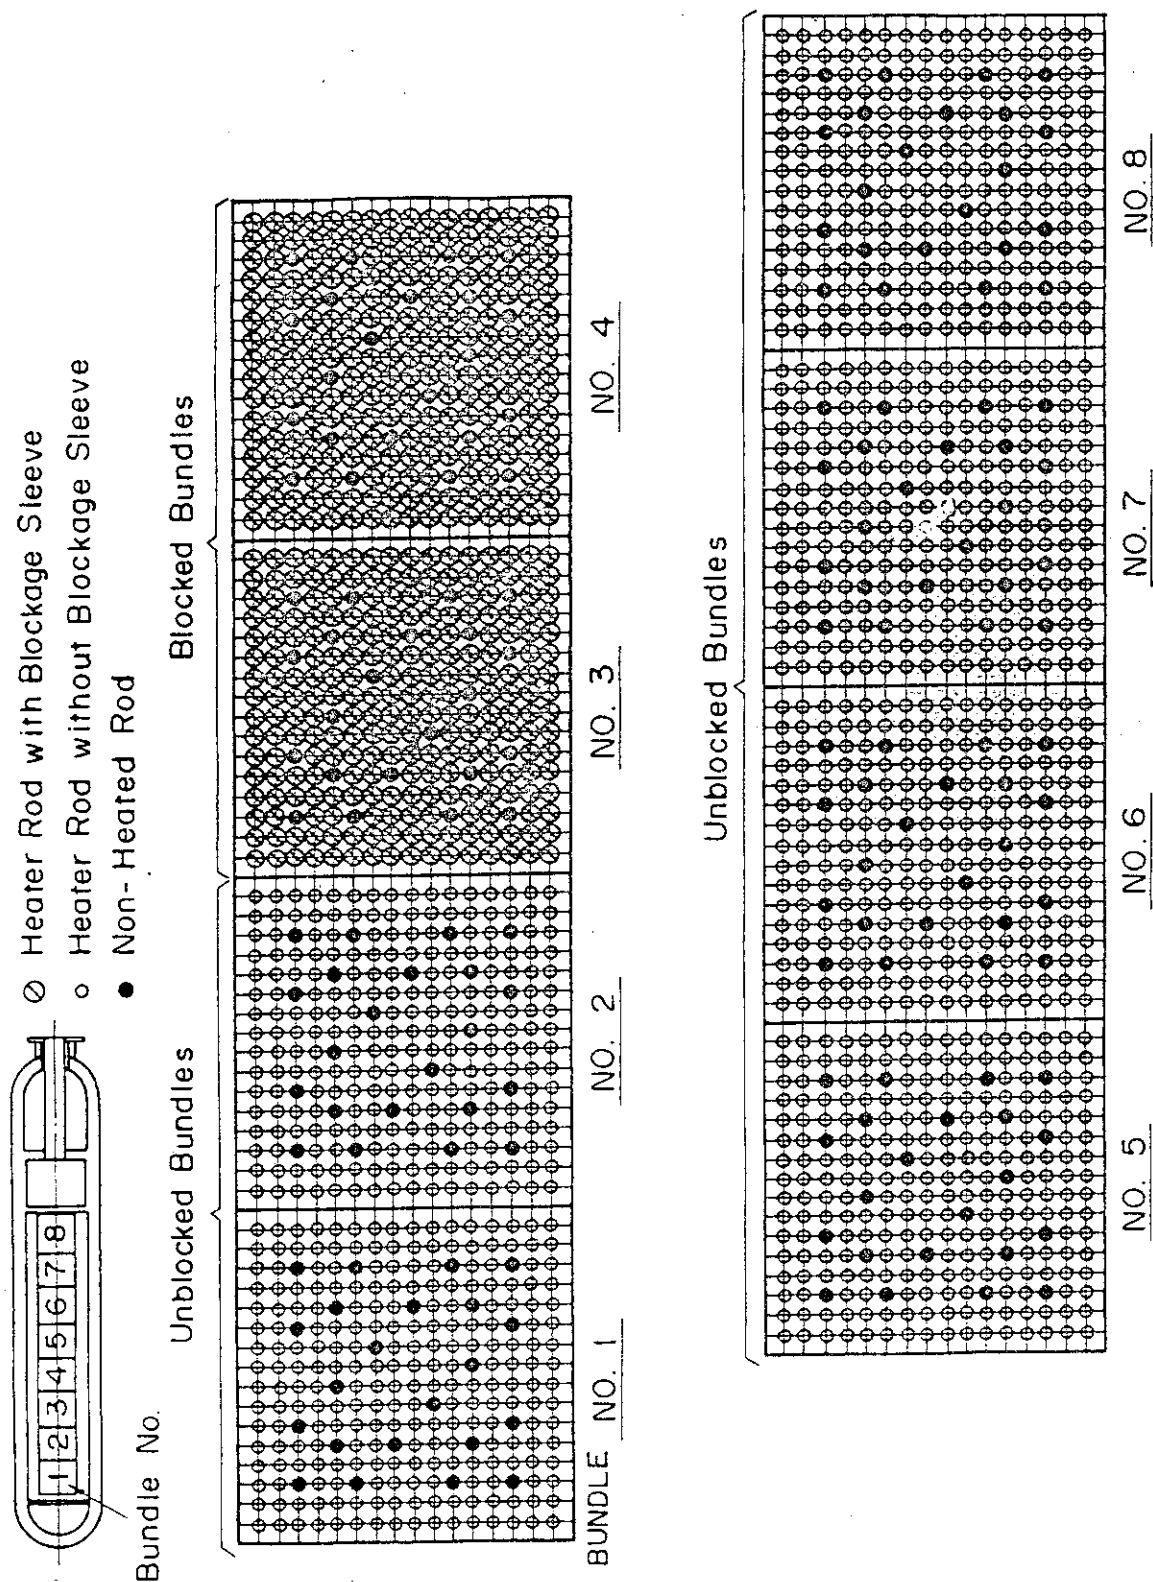 ⊘ Heater Rod with Blockage Sleeve
○ Heater Rod without Blockage Sleeve
● Non-Heated Rod
1 2 3 4 5 6 7 8
Bundle No.
Unblocked Bundles
Blocked Bundles
BUNDLE NO. 1
NO. 2
NO. 3
NO. 4
Unblocked Bundles
NO. 5
NO. 6
NO. 7
NO. 8